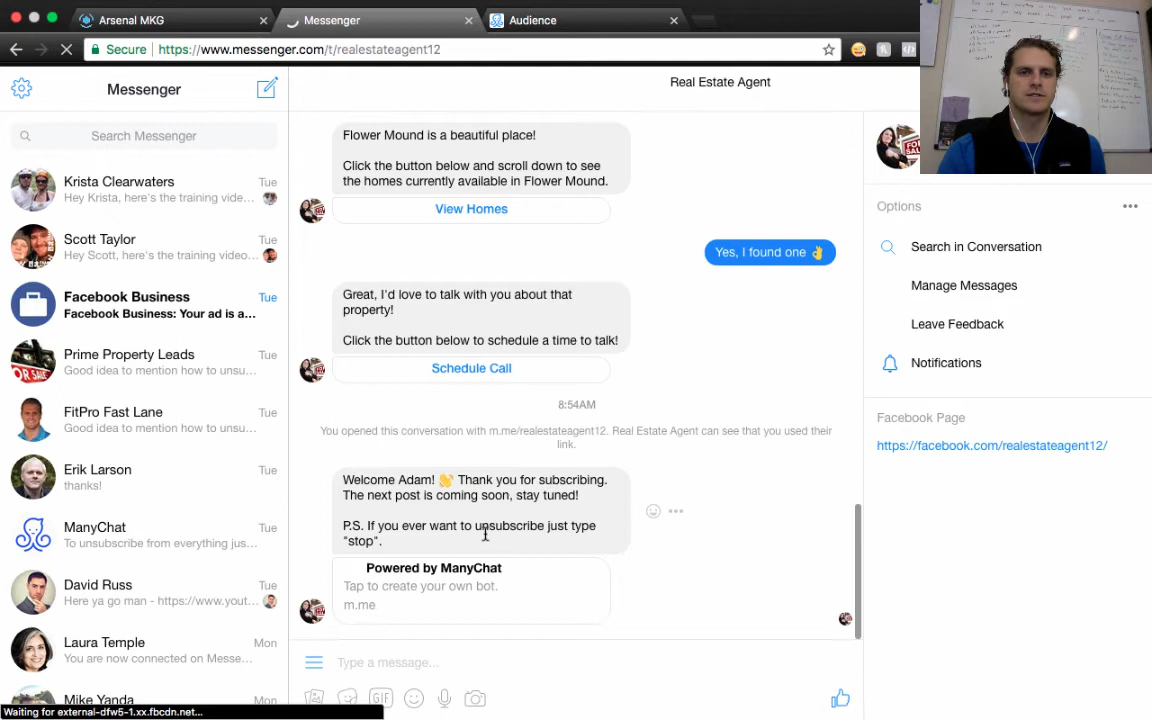 Arsenal MKG
Messenger
Audience
Secure
https://www.messenger.com/t/realestateagent12
Messenger
Real Estate Agent
Search Messenger
Krista Clearwaters
Tue
Hey Krista, here's the training vide...
Scott Taylor
Tue
Hey Scott, here's the training video...
Facebook Business
Tue
Facebook Business: Your ad is a...
Prime Property Leads
Tue
Good idea to mention how to unsu...
FitPro Fast Lane
Tue
Good idea to mention how to unsu...
Erik Larson
Tue
thanks!
ManyChat
Tue
To unsubscribe from everything jus...
David Russ
Tue
Here ya go man - https://www.yout...
Laura Temple
Mon
You are now connected on Messe...
Mike Yanda
Mon
Waiting for external-dfw5-1.xx.fbcdn.net...
Flower Mound is a beautiful place!
Click the button below and scroll down to see
the homes currently available in Flower Mound.
View Homes
Yes, I found one 👌
Great, I'd love to talk with you about that
property!
Click the button below to schedule a time to talk!
Schedule Call
8:54AM
You opened this conversation with m.me/realestateagent12. Real Estate Agent can see that you used their
link.
Welcome Adam! 👋 Thank you for subscribing.
The next post is coming soon, stay tuned!
P.S. If you ever want to unsubscribe just type
"stop".
Powered by ManyChat
Tap to create your own bot.
m.me
Type a message...
GIF
Options
Search in Conversation
Manage Messages
Leave Feedback
Notifications
Facebook Page
https://facebook.com/realestateagent12/